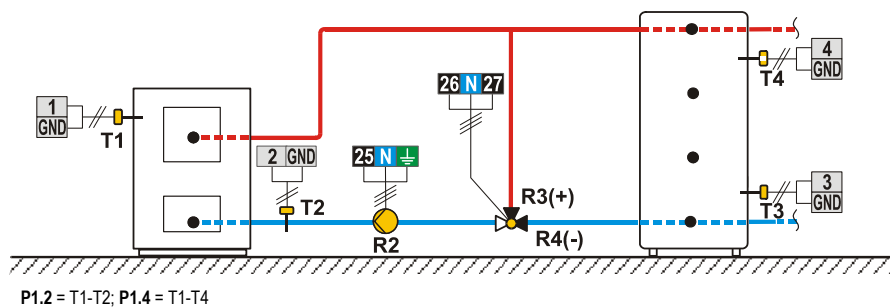 26 N 27
4
GND
T4
1
GND
T1
2 GND
25 N
3
GND
T3
T2
R3(+)
R2
R4(-)
P1.2 = T1-T2; P1.4 = T1-T4